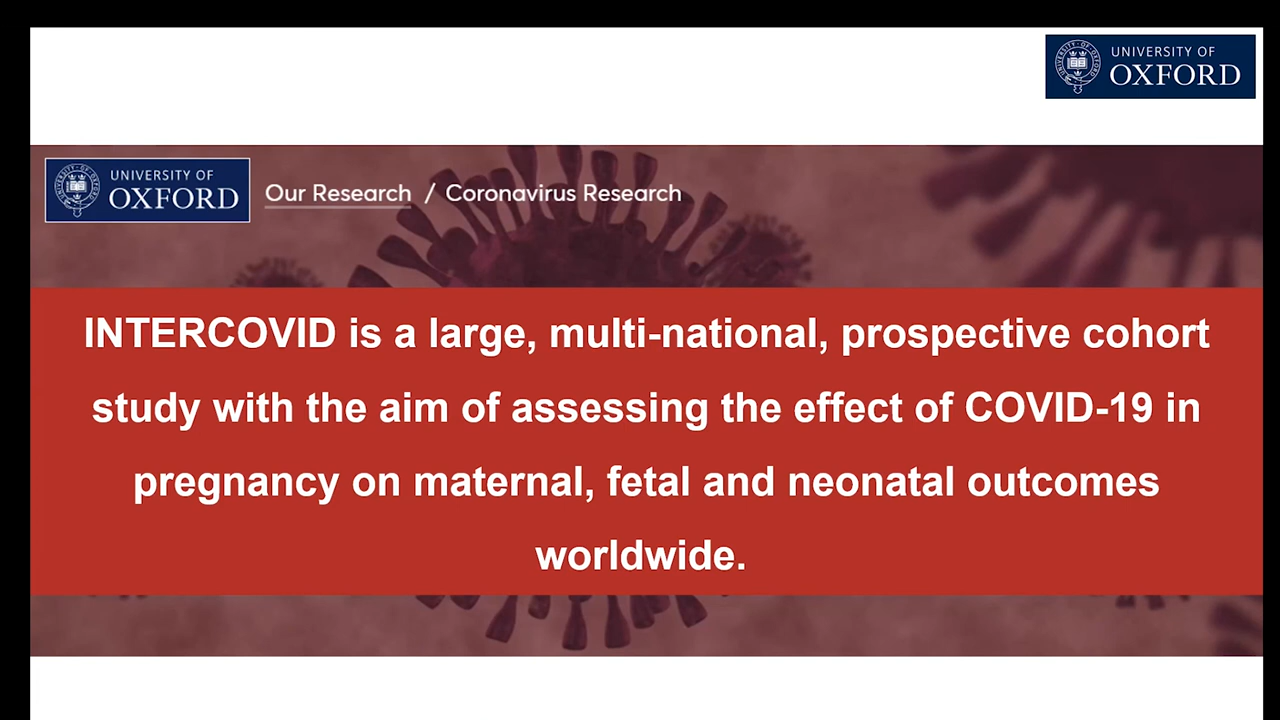 UNIVERSITY OF
OXFORD
UNIVERSITY OF
OXFORD
Our Research / Coronavirus Research
INTERCOVID is a large, multi-national, prospective cohort
study with the aim of assessing the effect of COVID-19 in
pregnancy on maternal, fetal and neonatal outcomes
worldwide.